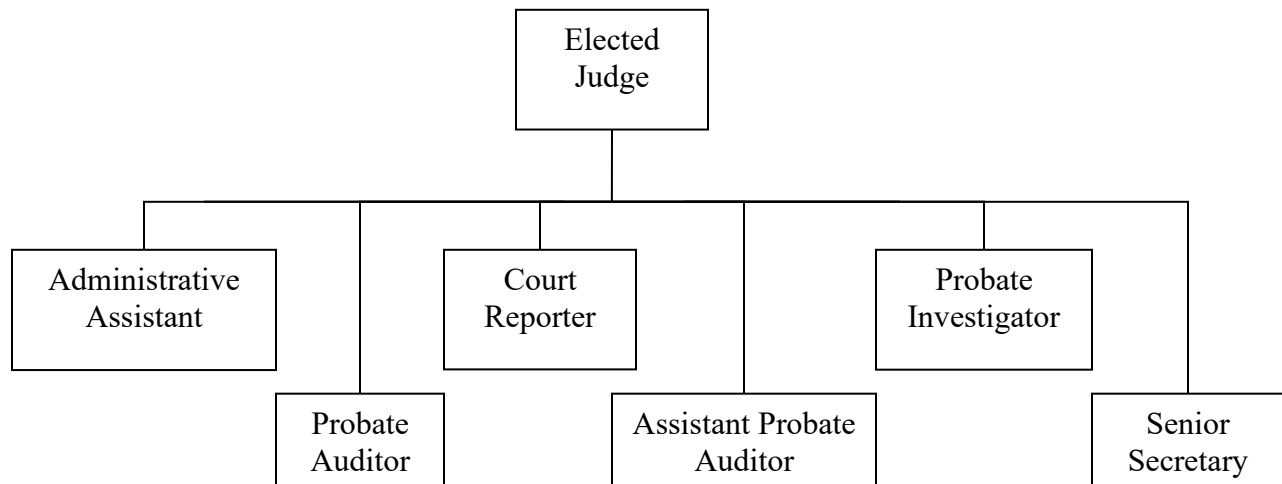 Elected
Judge
Administrative
Assistant
Court
Reporter
Probate
Investigator
Probate
Auditor
Assistant Probate
Auditor
Senior
Secretary